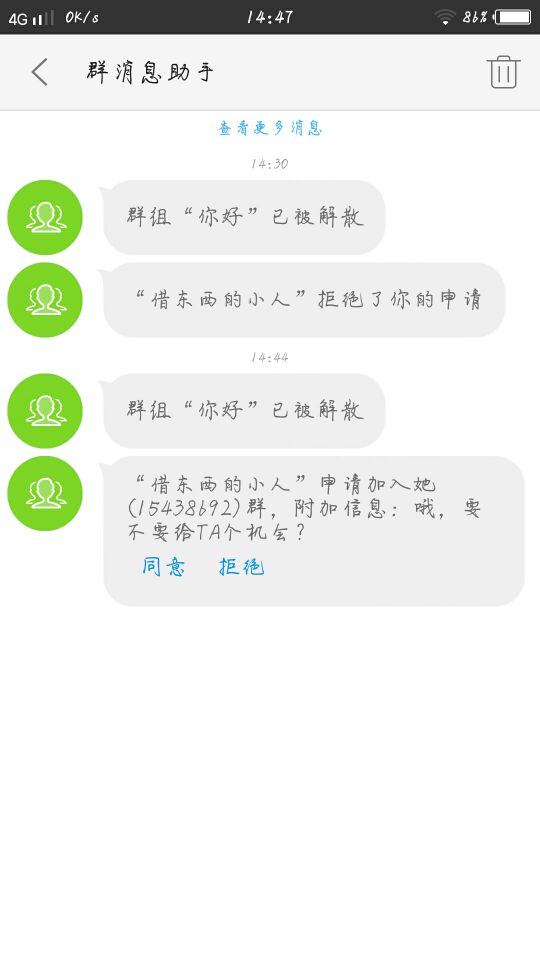 4G 0K/s 14:47 86%
群消息助手
查看更多消息
14:30
群组“你好”已被解散
“借东西的小人”拒绝了你的申请
14:44
群组“你好”已被解散
“借东西的小人”申请加入她
(15438692)群，附加信息：哦，要
不要给TA个机会？
同意 拒绝